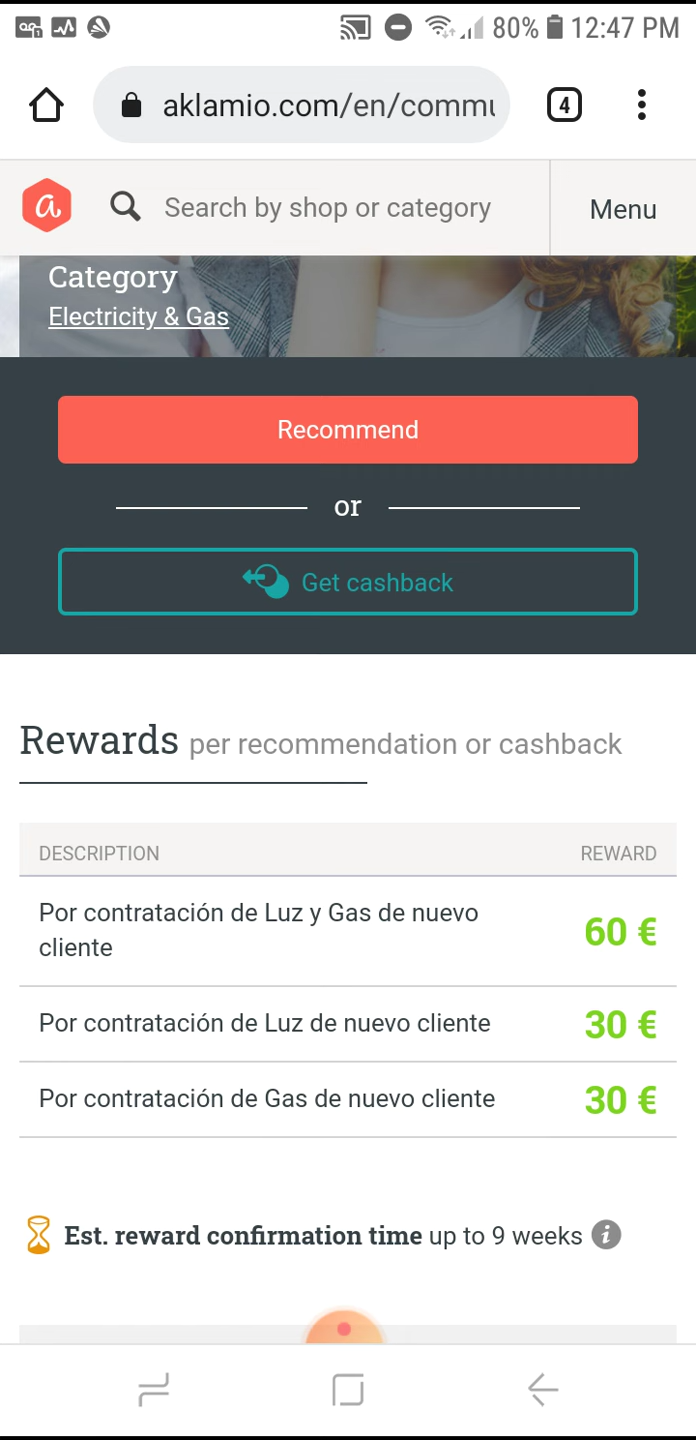 80% 12:47 PM
aklamio.com/en/commu
4
a
Search by shop or category
Menu
Category
Electricity & Gas
Recommend
or
Get cashback
Rewards per recommendation or cashback
DESCRIPTION REWARD
Por contratación de Luz y Gas de nuevo
cliente
60 €
Por contratación de Luz de nuevo cliente 30 €
Por contratación de Gas de nuevo cliente 30 €
Est. reward confirmation time up to 9 weeks i